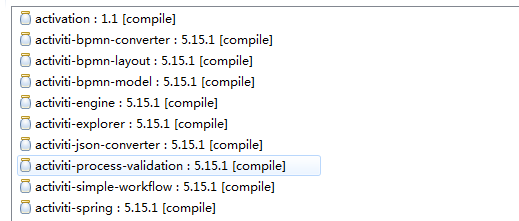 activation : 1.1 [compile]
activiti-bpmn-converter : 5.15.1 [compile]
activiti-bpmn-layout : 5.15.1 [compile]
activiti-bpmn-model : 5.15.1 [compile]
activiti-engine : 5.15.1 [compile]
activiti-explorer : 5.15.1 [compile]
activiti-json-converter : 5.15.1 [compile]
activiti-process-validation : 5.15.1 [compile]
activiti-simple-workflow : 5.15.1 [compile]
activiti-spring : 5.15.1 [compile]